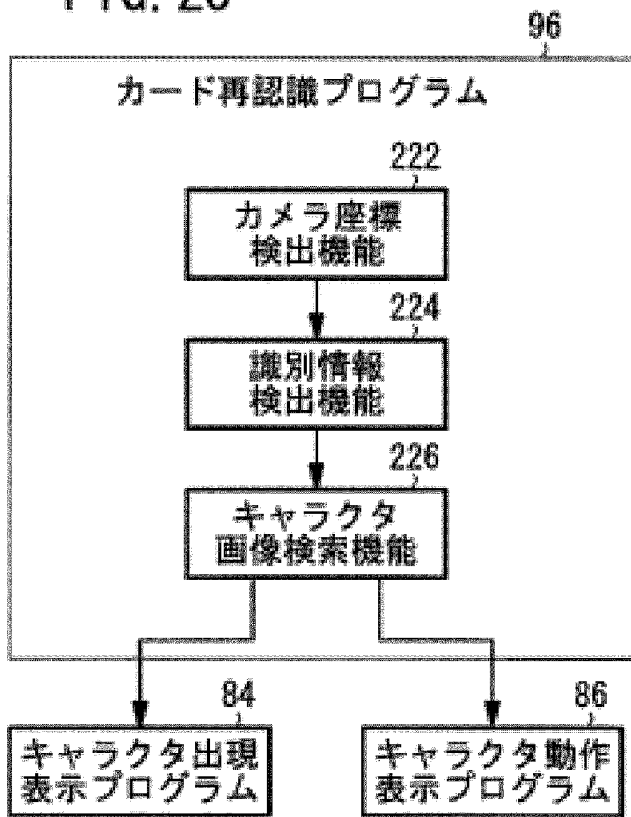 FIG.
96
カード再認識プログラム
222
カメラ座標
検出機能
224
識別情報
検出機能
226
キャラクタ
画像検索機能
84
キャラクタ出現
表示プログラム
86
キャラクタ動作
表示プログラム